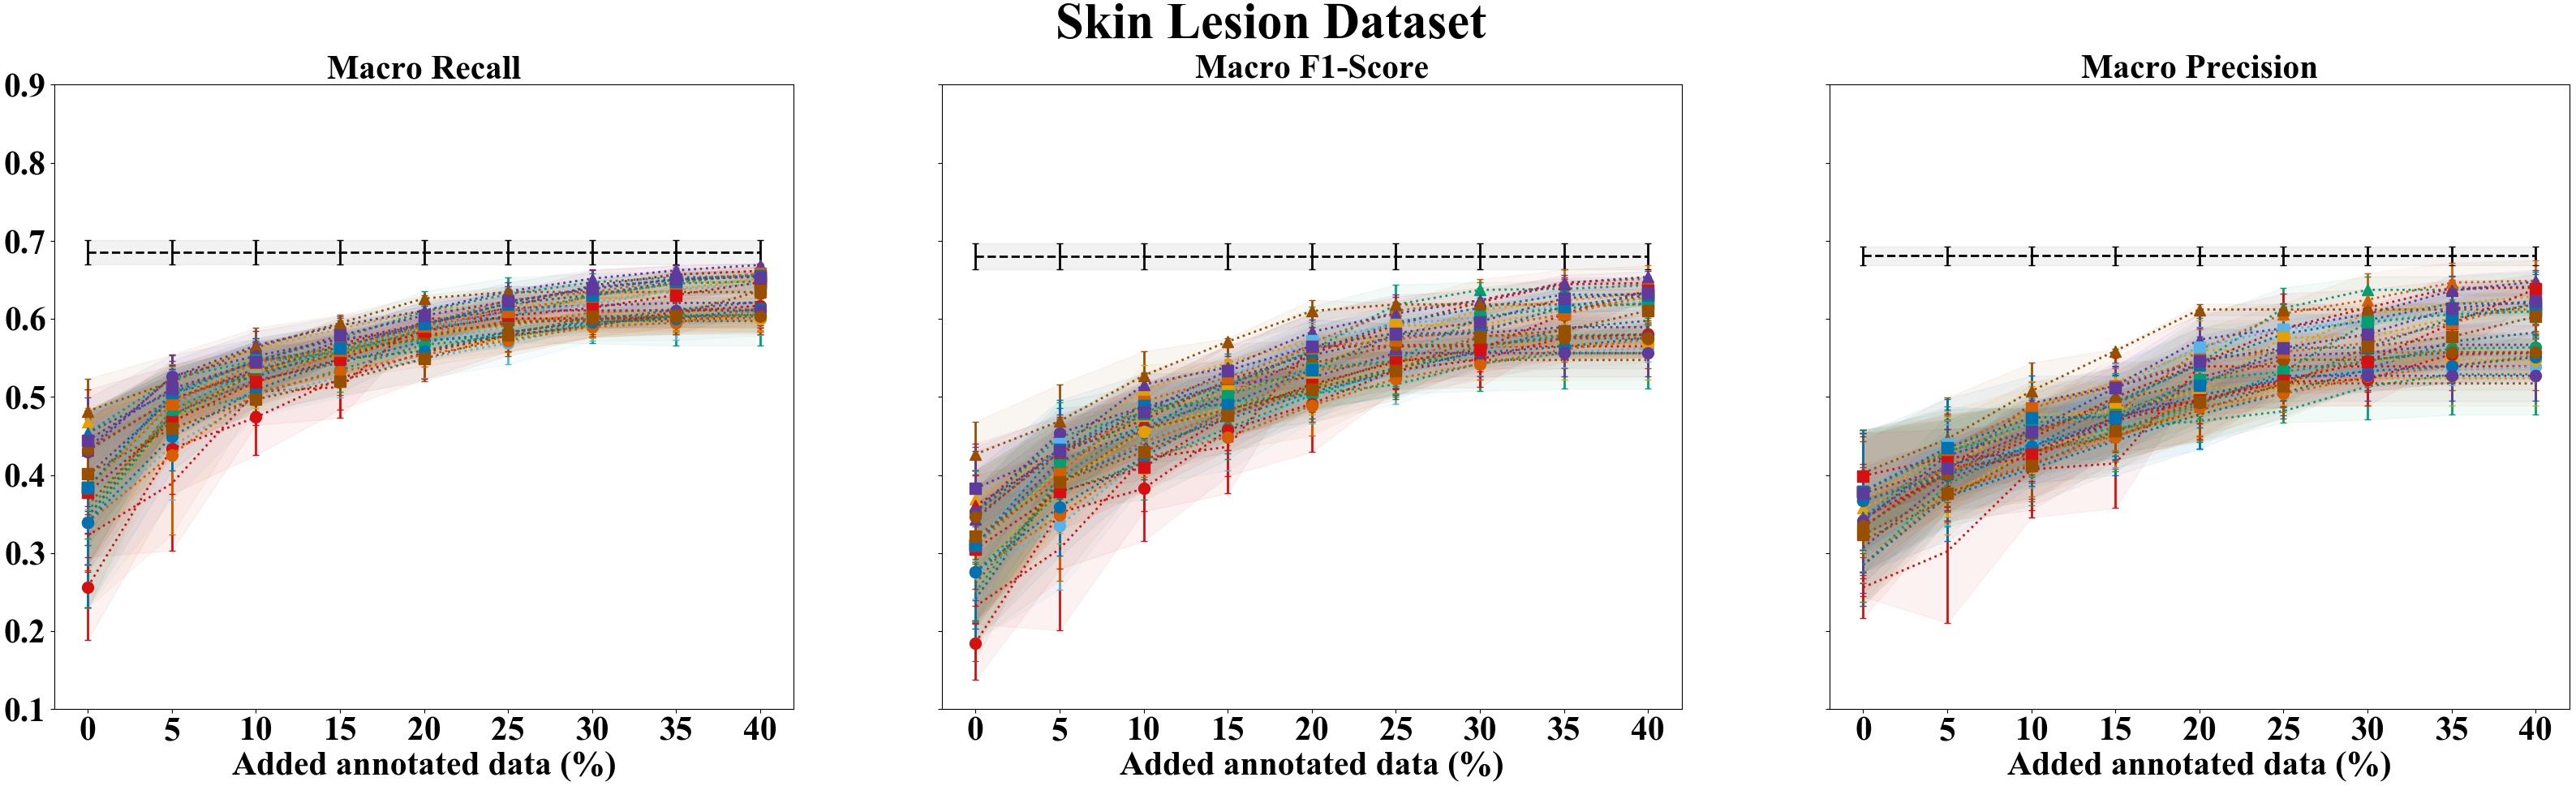 Skin Lesion Dataset
Macro Recall
Macro F1-Score
Macro Precision
0.9
0.8
0.7
0.6
0.5
0.4
0.3
0.2
0.1
0 5 10 15 20 25 30 35 40
0 5 10 15 20 25 30 35 40
0 5 10 15 20 25 30 35 40
Added annotated data (%)
Added annotated data (%)
Added annotated data (%)